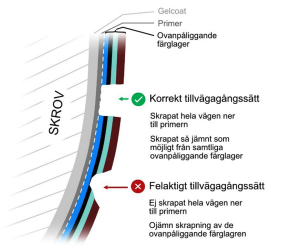 Gelcoat
Primer
Ovanpåliggande
färglager
SKROV
Korrekt tillvägagångssätt
Skrapat hela vägen ner
till primern
Skrapat så jämnt som
möjligt från samtliga
ovanpåliggande färglager
Felaktigt tillvägagångssätt
Ej skrapat hela vägen ner
till primern
Ojämn skrapning av de
ovanpåliggande färglagren